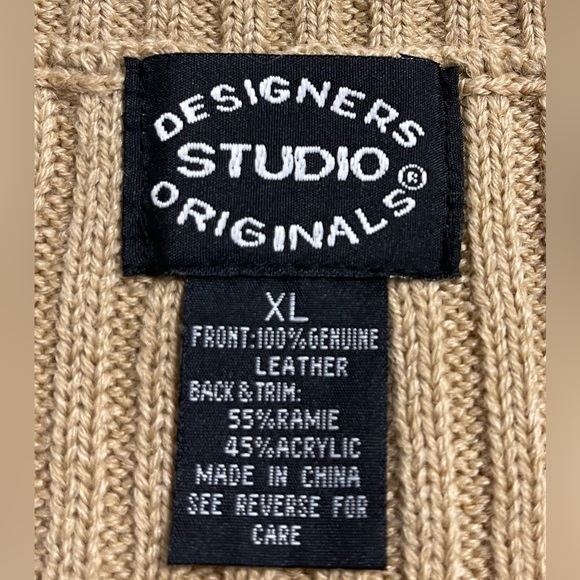 DESIGNERS
STUDIO
ORIGINALS®
XL
FRONT:100%GENUINE
LEATHER
BACK & TRIM:
55%RAMIE
45%ACRYLIC
MADE IN CHINA
SEE REVERSE FOR
CARE